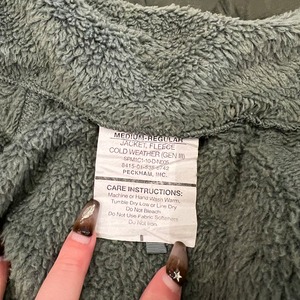 MEDIUM-REGULAR
JACKET, FLEECE
COLD WEATHER (GEN III)
PECKHAM, INC.
CARE INSTRUCTIONS:
Machine or Hand Wash Warm,
Tumble Dry Low or Line Dry
Do Not Bleach
Do Not Use Fabric Softeners
Do Not Iron